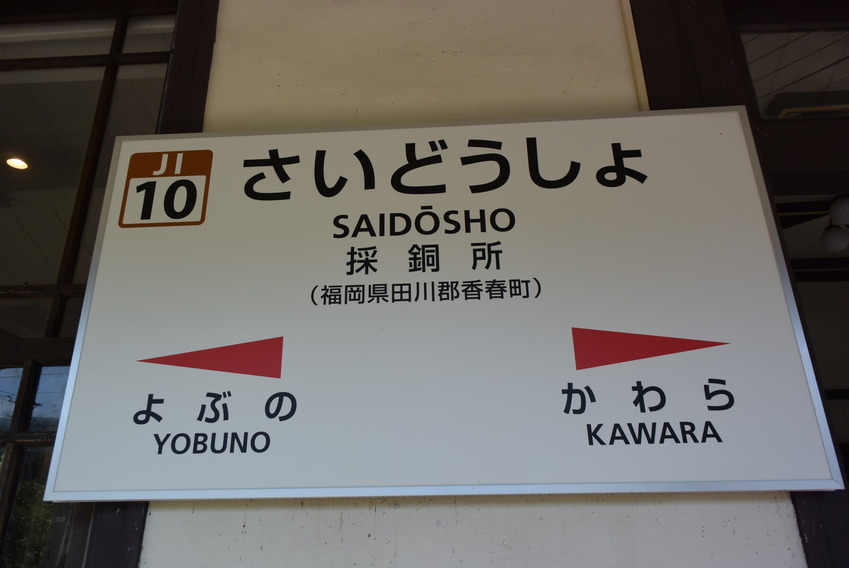 JI
10
さいどうしょ
SAIDŌSHO
採銅所
（福岡県田川郡香春町）
よぶの
YOBUNO
かわら
KAWARA